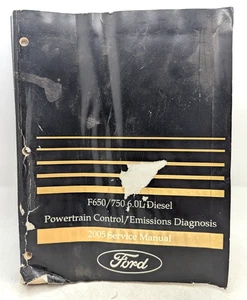 F650/750 6.0L Diesel
Powertrain Control/Emissions Diagnosis
2005 Service Manual
Ford